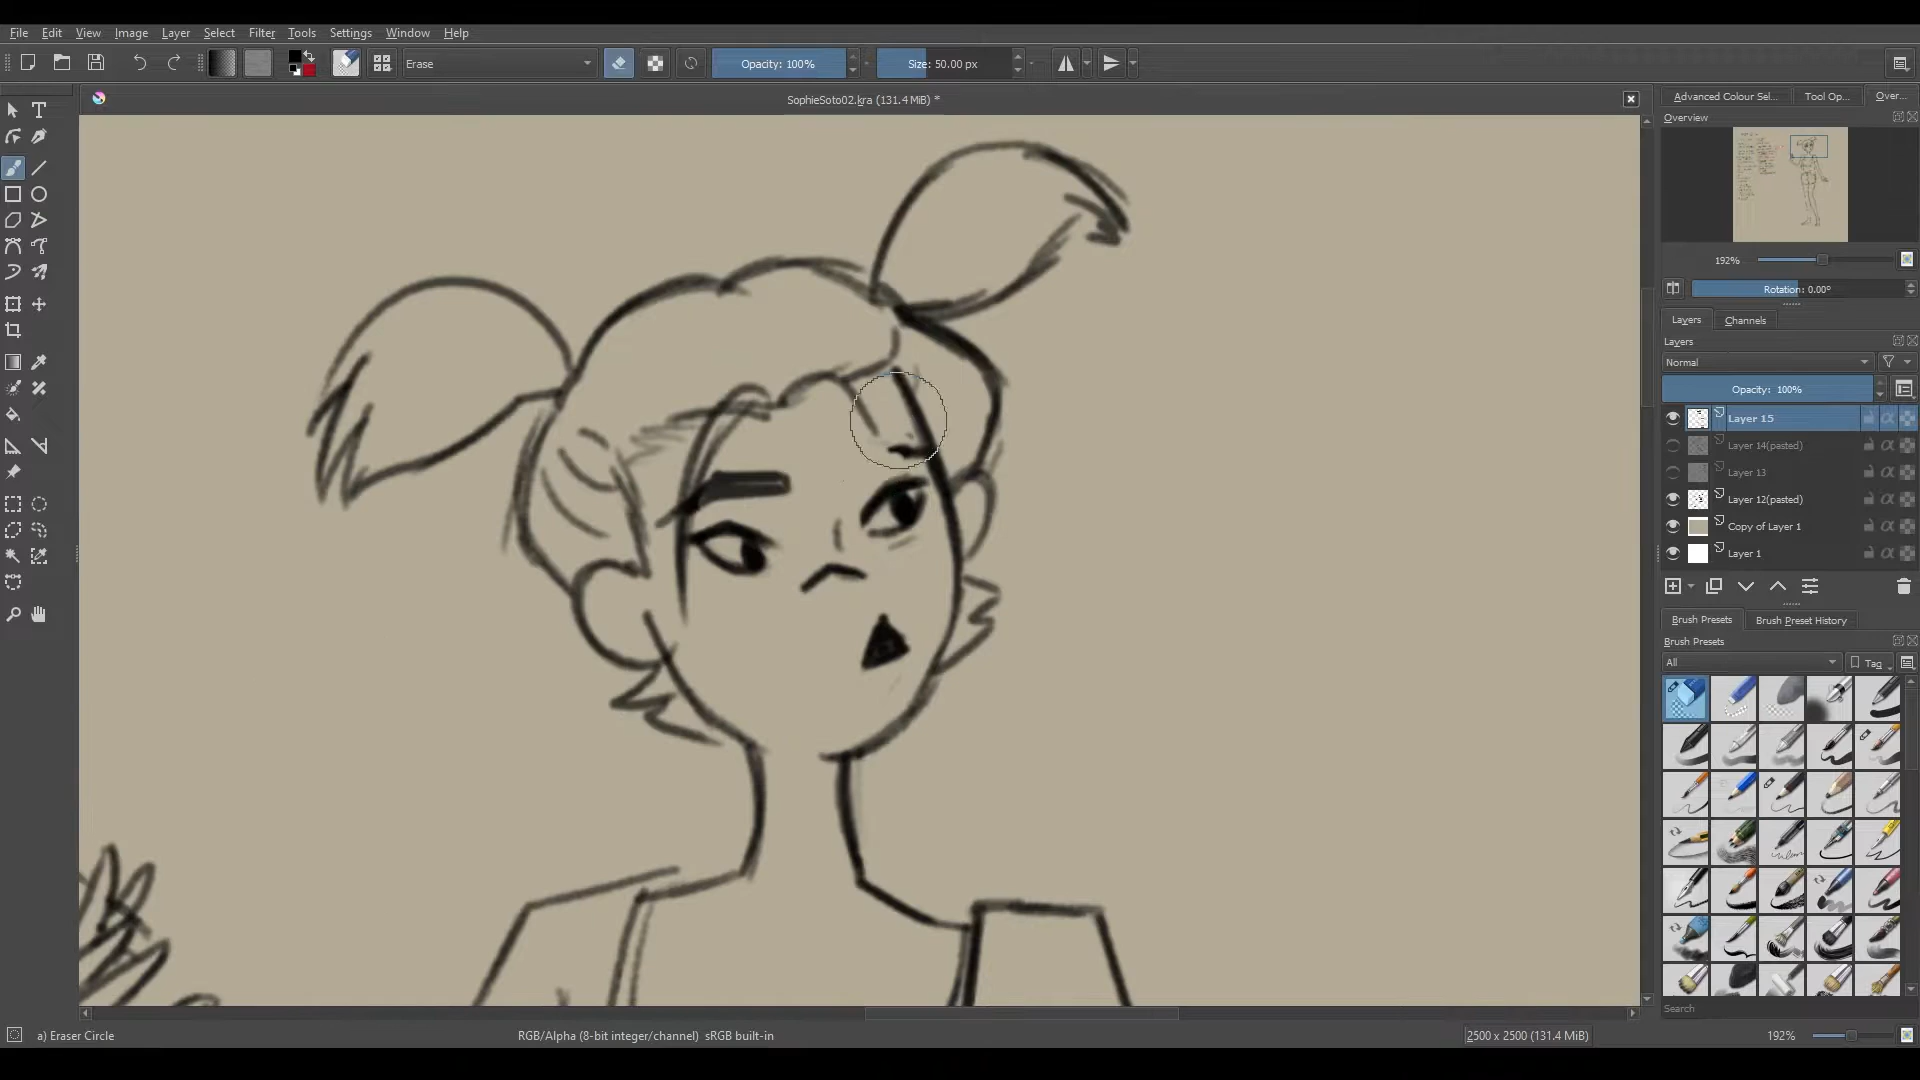 File Edit View Image Layer Select Filter Tools Settings Window Help
Erase Opacity: 100% Size: 50.00 px
SophieSoto02.kra (131.4 MiB) *
Advanced Colour Sel... Tool Op... Over...
Overview
192%
Rotation: 0.00°
Layers Channels
Layers
Normal
Opacity: 100%
Layer 15
Layer 14(pasted)
Layer 13
Layer 12(pasted)
Copy of Layer 1
Layer 1
Brush Presets Brush Preset History
Brush Presets
All Tag
Search
a) Eraser Circle RGB/Alpha (8-bit integer/channel) sRGB built-in 2500 x 2500 (131.4 MiB) 192%